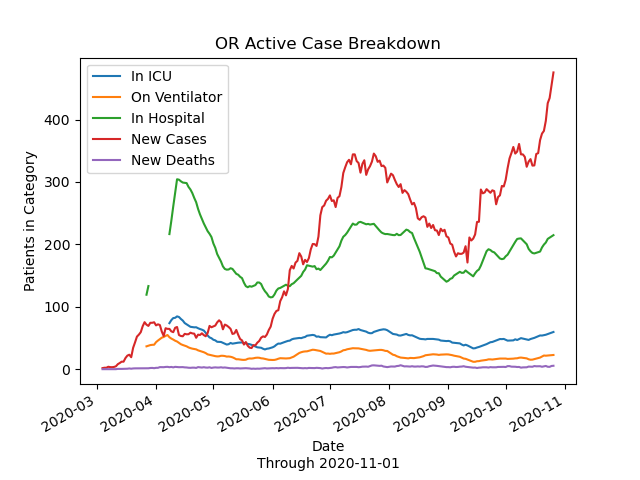 OR Active Case Breakdown
In ICU
On Ventilator
In Hospital
New Cases
New Deaths
Patients in Category
400
300
200
100
0
2020-03
2020-04
2020-05
2020-06
2020-07
2020-08
2020-09
2020-10
2020-11
Date
Through 2020-11-01